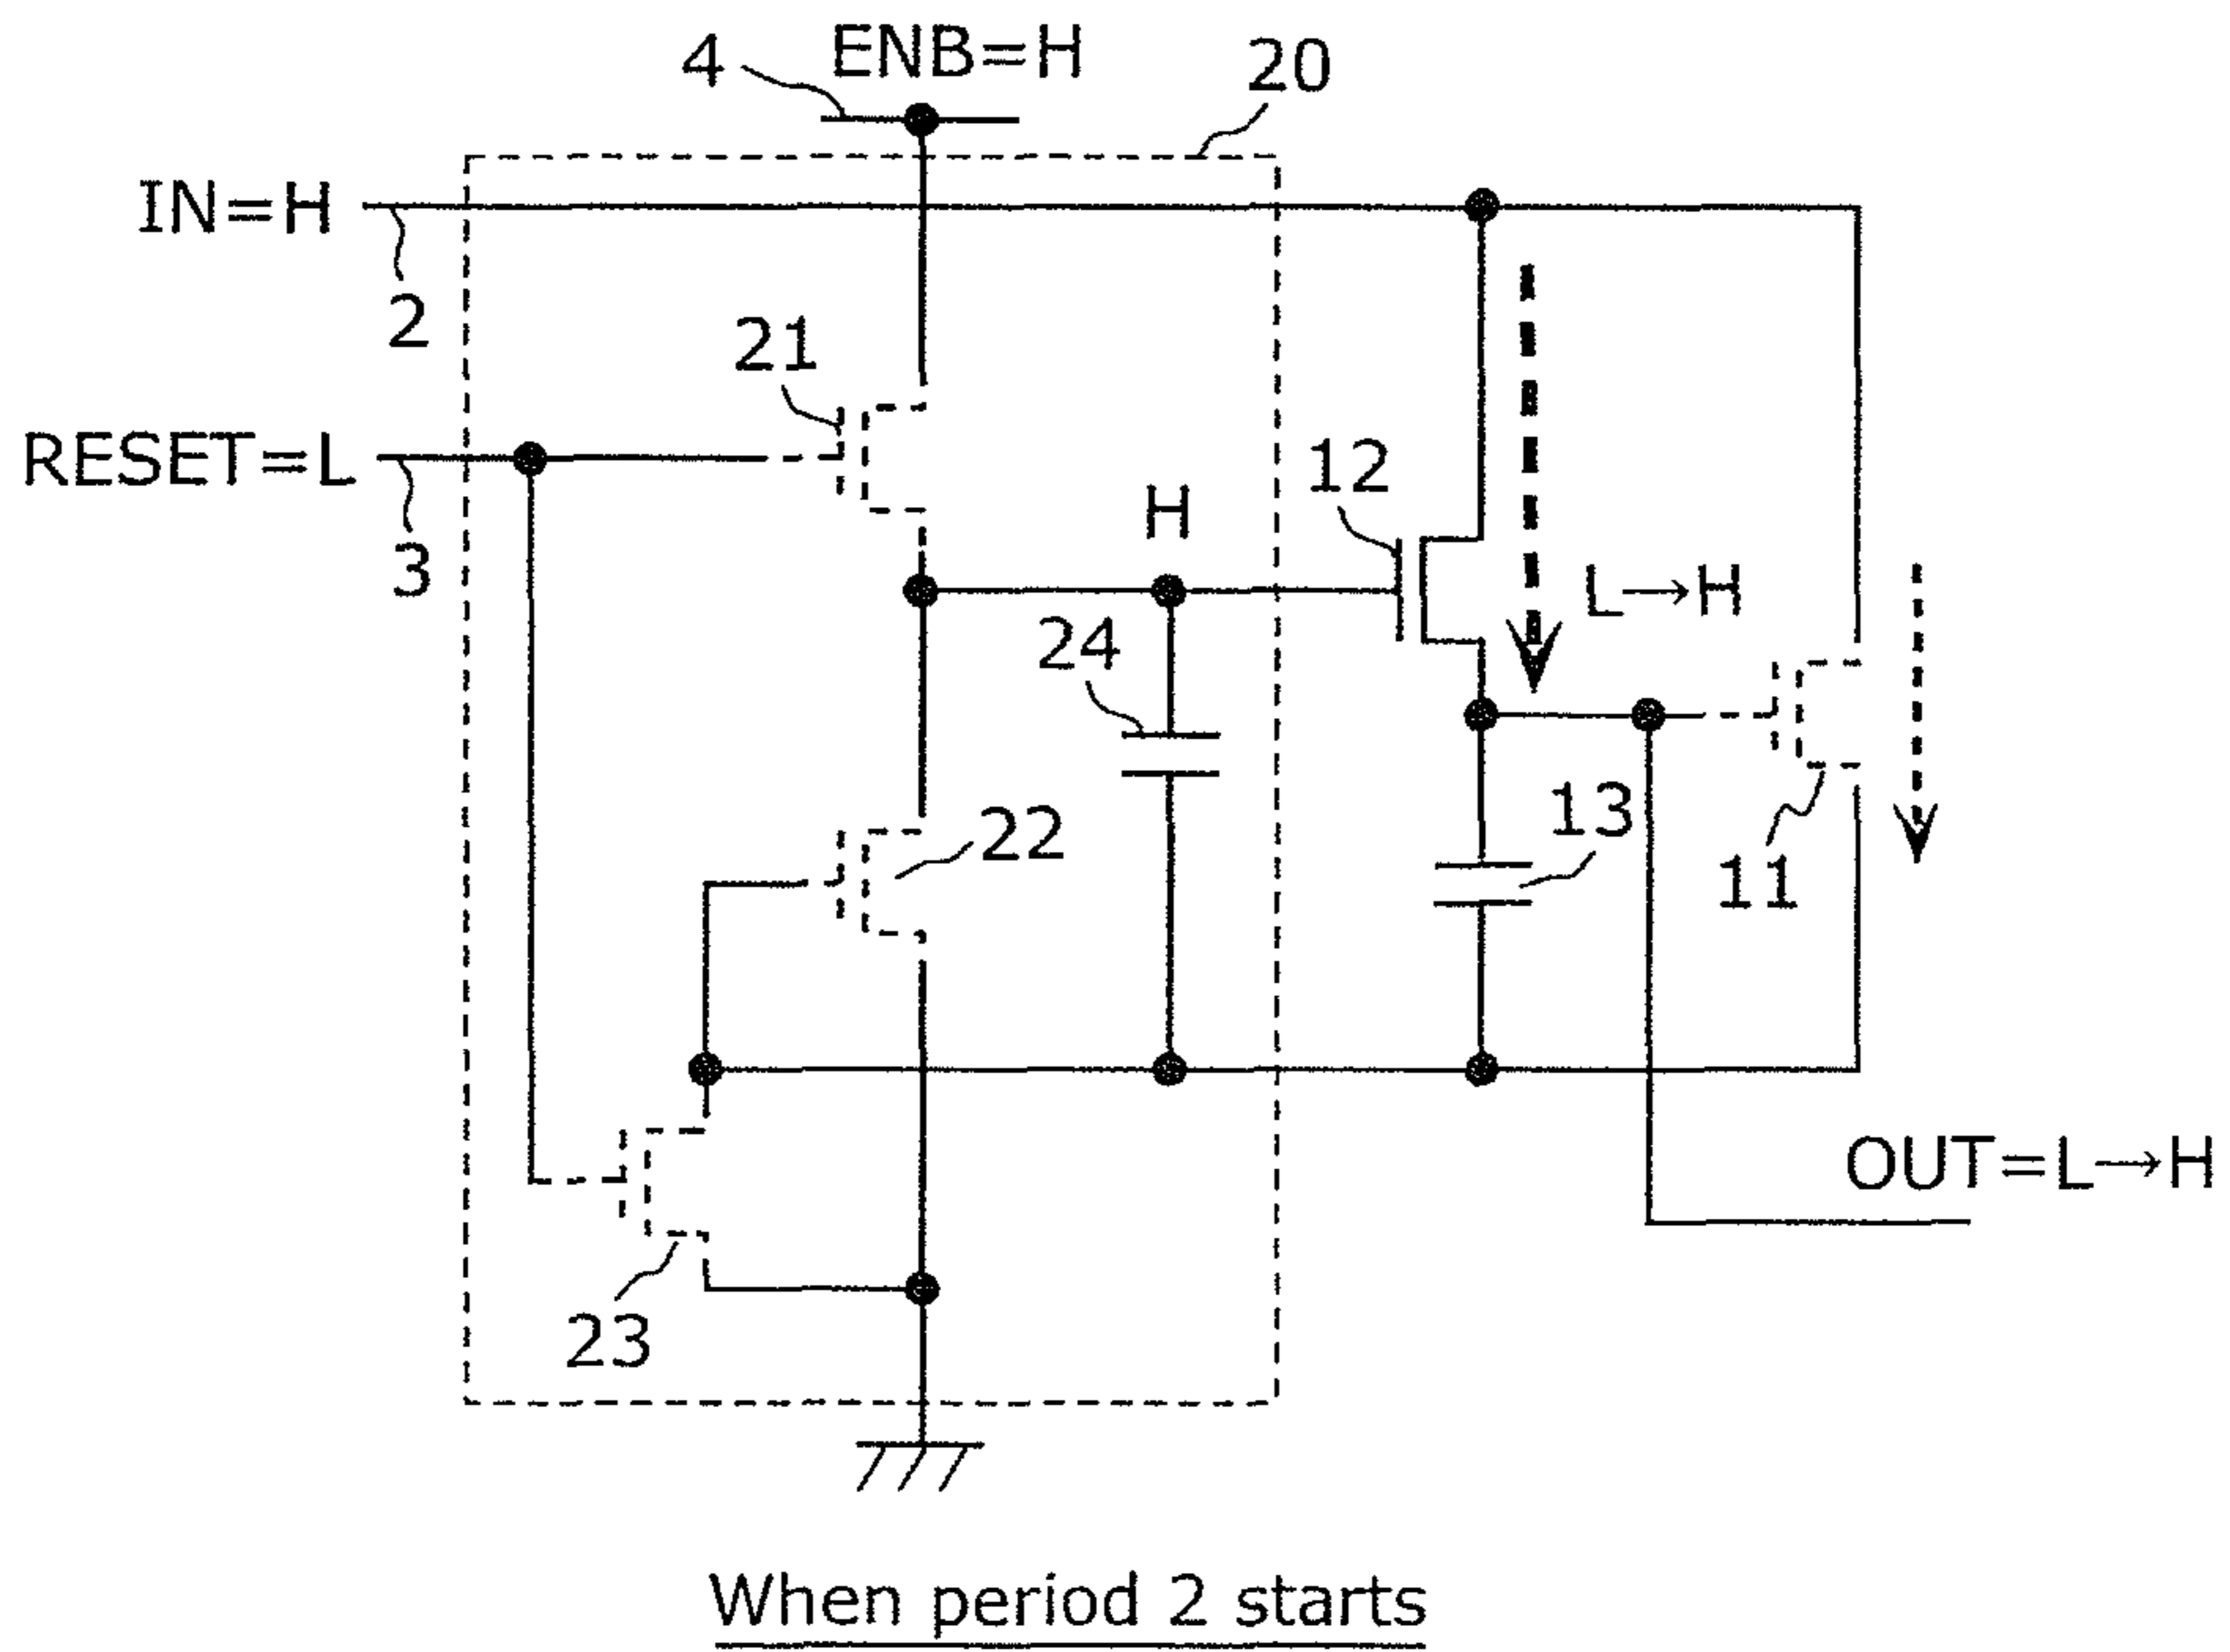 4
ENB=H
20
IN=H
2
21
RESET=L
3
H
12
L→H
24
22
13
11
OUT=L→H
23
When period 2 starts